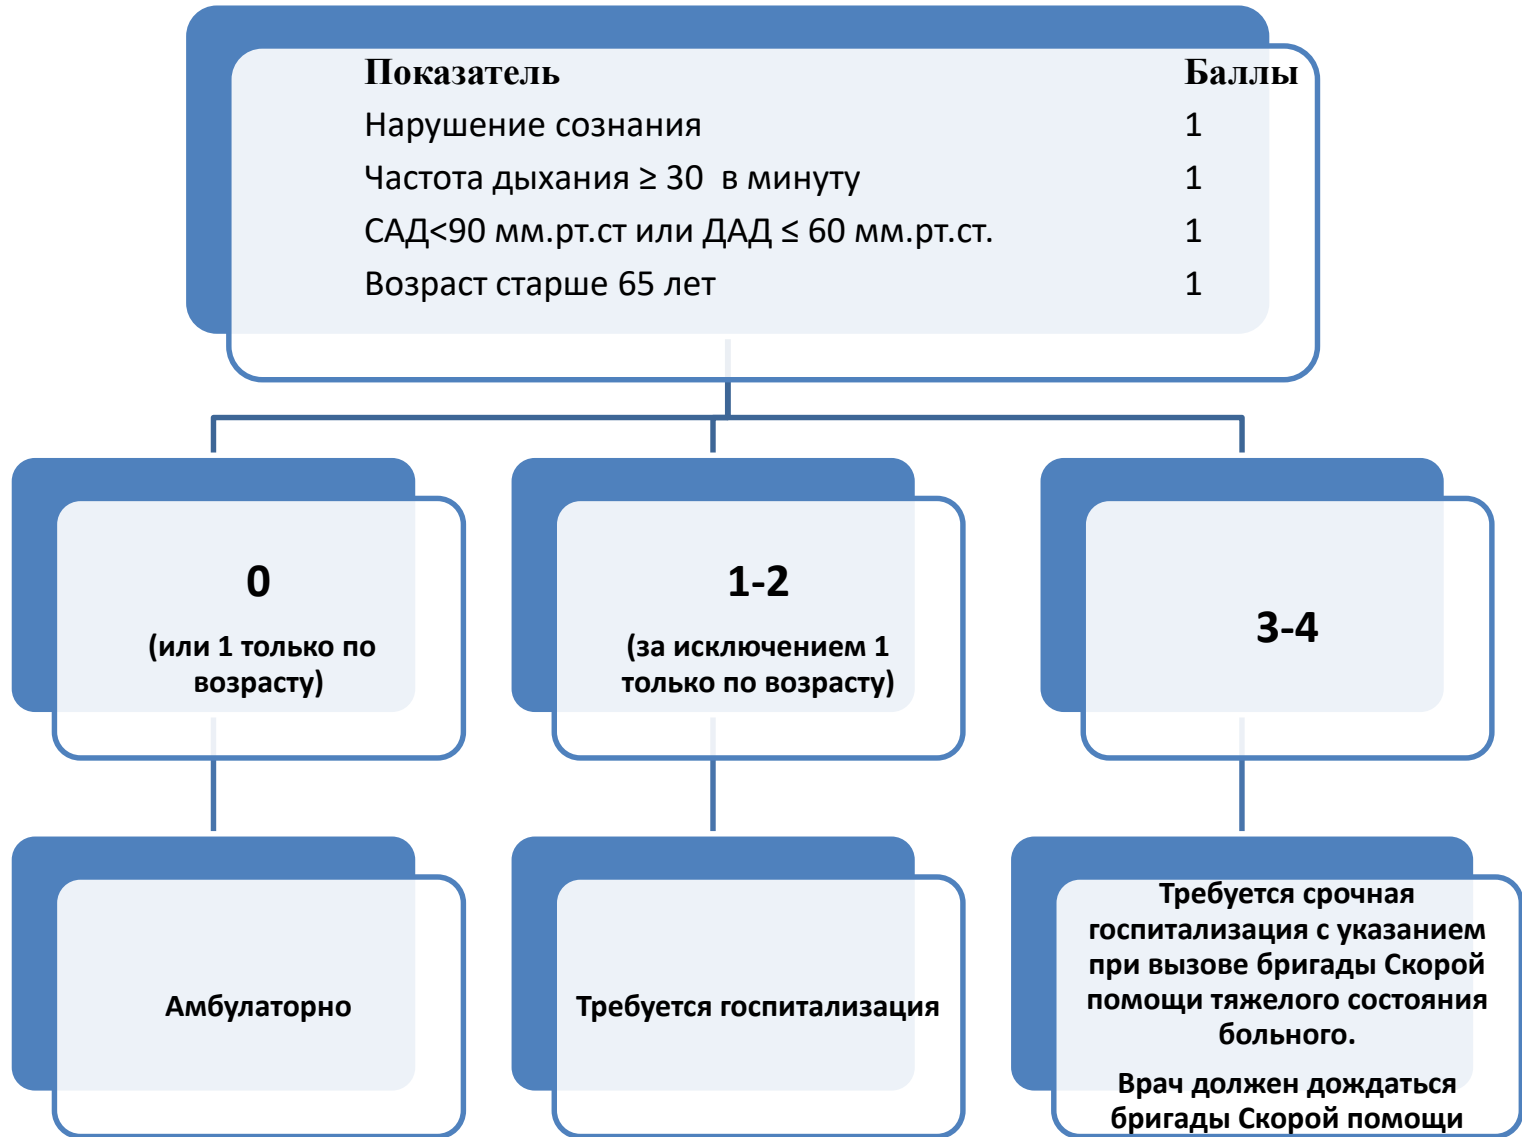 Показатель Баллы
Нарушение сознания 1
Частота дыхания ≥ 30 в минуту 1
САД<90 мм.рт.ст или ДАД ≤ 60 мм.рт.ст. 1
Возраст старше 65 лет 1
0
(или 1 только по
возрасту)
1-2
(за исключением 1
только по возрасту)
3-4
Амбулаторно
Требуется госпитализация
Требуется срочная
госпитализация с указанием
при вызове бригады Скорой
помощи тяжелого состояния
больного.
Врач должен дождаться
бригады Скорой помощи